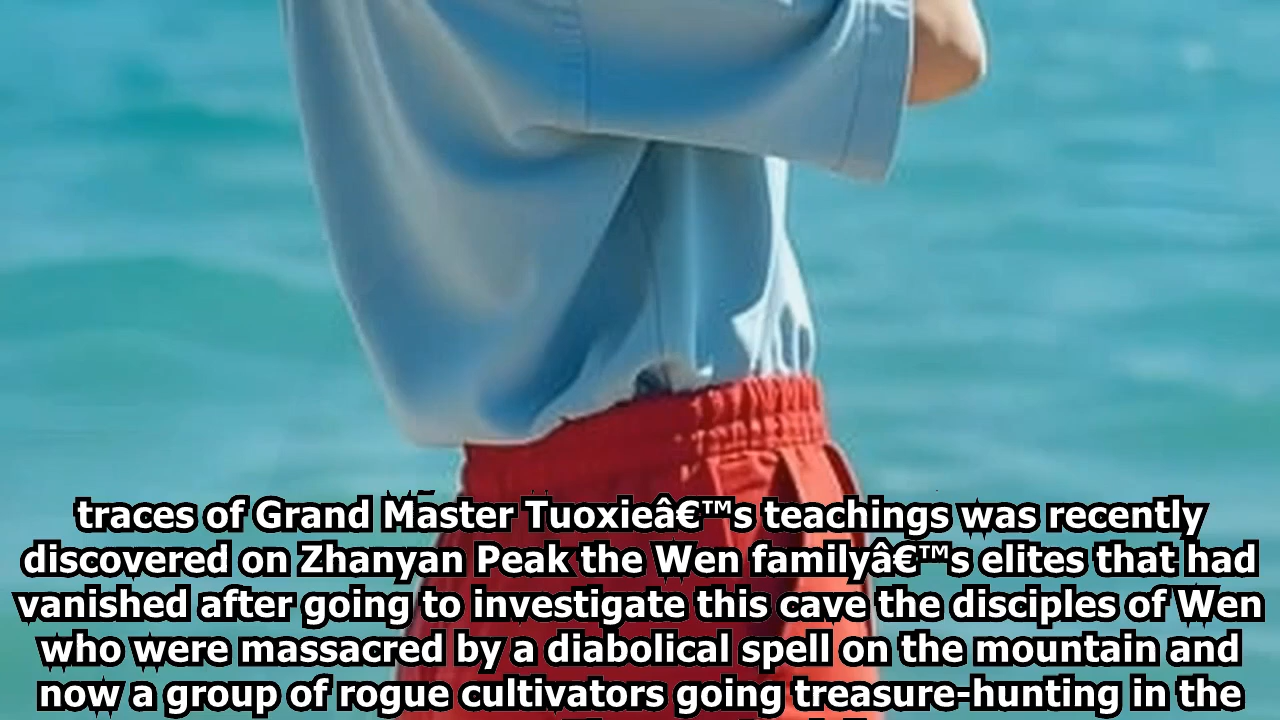 traces of Grand Master Tuoxieâ€™s teachings was recently
discovered on Zhanyan Peak the Wen familyâ€™s elites that had
vanished after going to investigate this cave the disciples of Wen
who were massacred by a diabolical spell on the mountain and
now a group of rogue cultivators going treasure-hunting in the